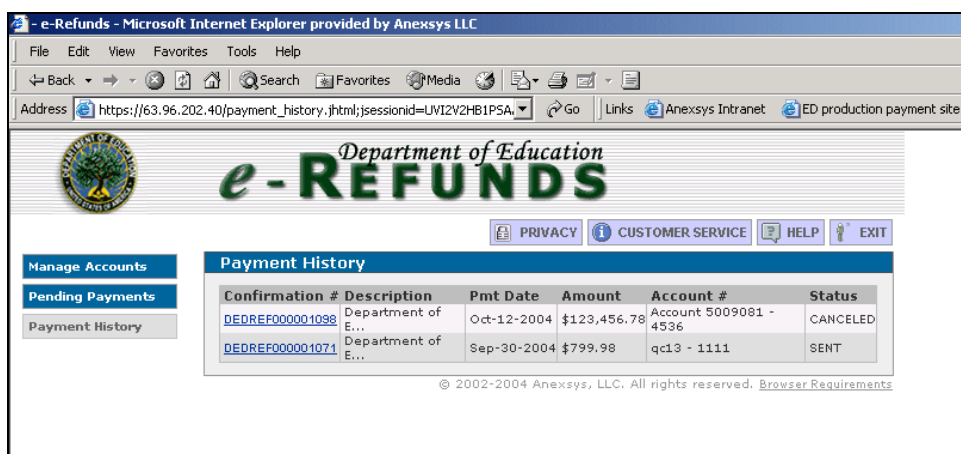 - e-Refunds - Microsoft Internet Explorer provided by Anexsys LLC
File Edit View Favorites Tools Help
Back Search Favorites Media
Address https://63.96.202.40/payment_history.jhtml;jsessionid=UVI2V2HB1PSA. Go Links Anexsys Intranet ED production payment site
Department of Education
e-REFUNDS
PRIVACY CUSTOMER SERVICE HELP EXIT
Manage Accounts
Pending Payments
Payment History
Payment History
Confirmation # Description Pmt Date Amount Account # Status
DEDREF000001098 Department of E... Oct-12-2004 $123,456.78 Account 5009081 - 4536 CANCELED
DEDREF000001071 Department of E... Sep-30-2004 $799.98 qc13 - 1111 SENT
© 2002-2004 Anexsys, LLC. All rights reserved. Browser Requirements